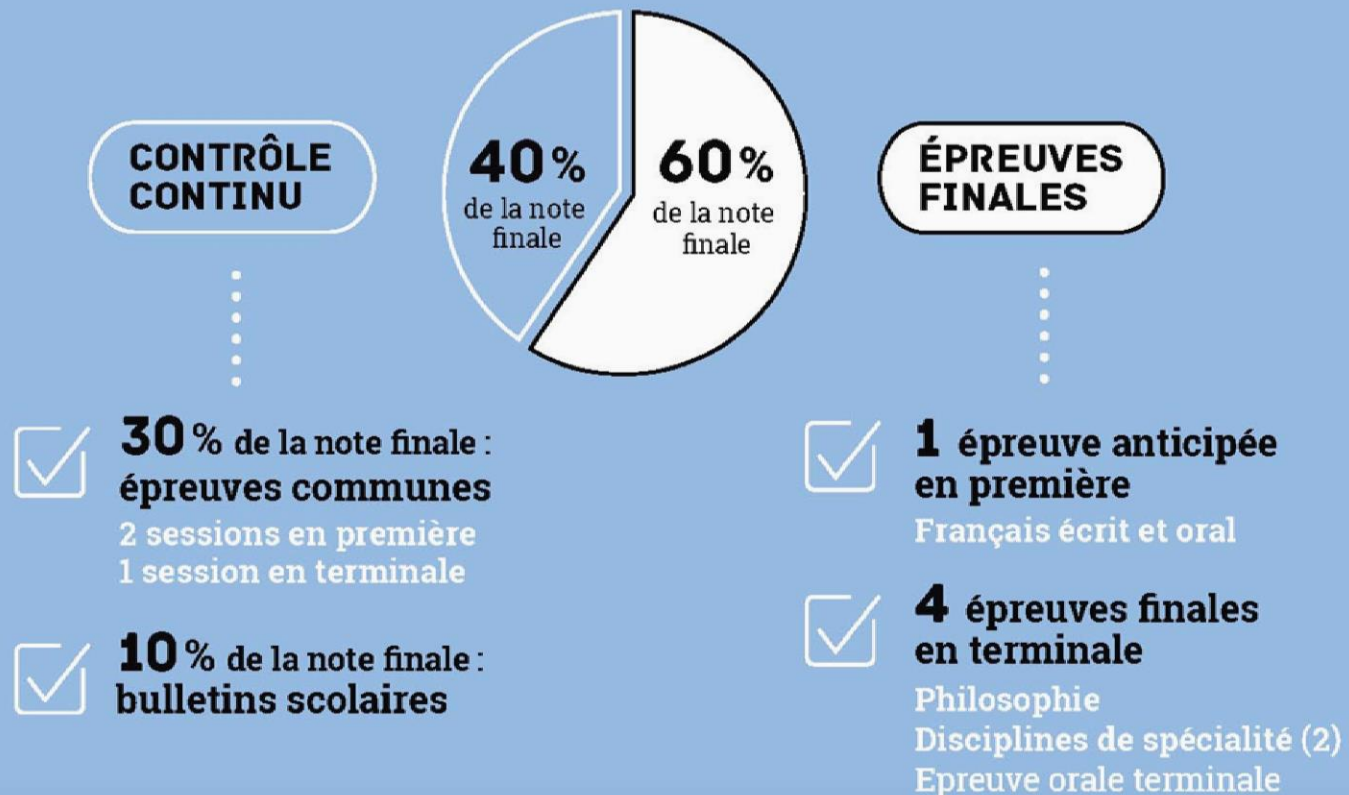 CONTRÔLE
CONTINU
40%
de la note
finale
60%
de la note
finale
ÉPREUVES
FINALES
30% de la note finale :
épreuves communes
2 sessions en première
1 session en terminale
10% de la note finale :
bulletins scolaires
1 épreuve anticipée
en première
Français écrit et oral
4 épreuves finales
en terminale
Philosophie
Disciplines de spécialité (2)
Epreuve orale terminale